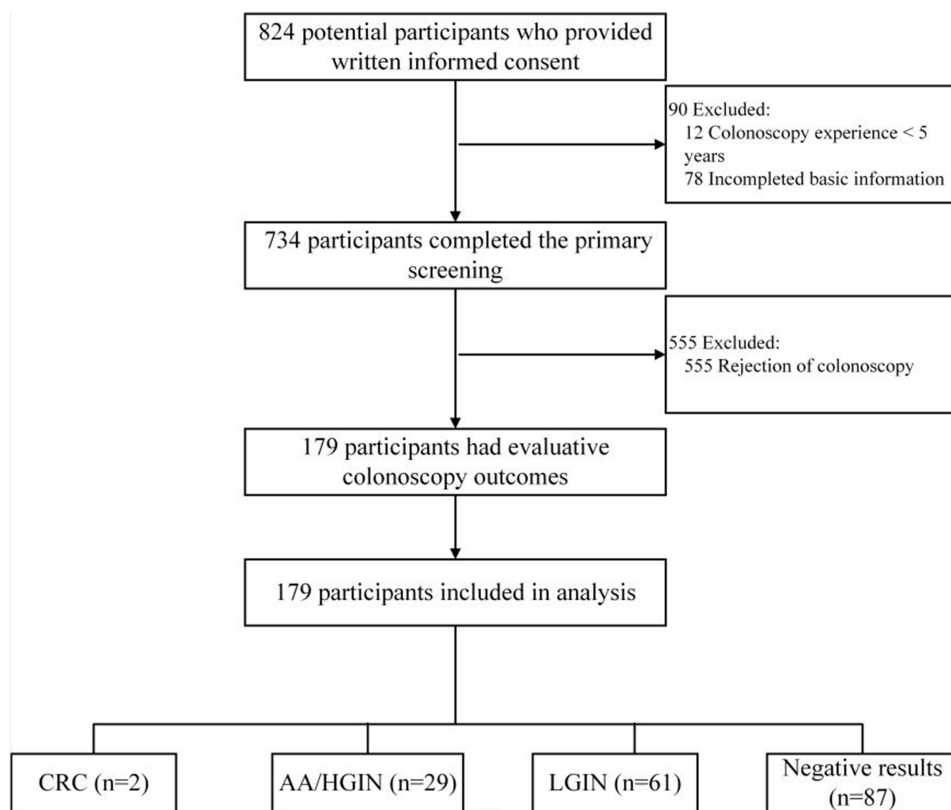 824 potential participants who provided
written informed consent
90 Excluded:
12 Colonoscopy experience < 5
years
78 Incompleted basic information
734 participants completed the primary
screening
555 Excluded:
555 Rejection of colonoscopy
179 participants had evaluative
colonoscopy outcomes
179 participants included in analysis
CRC (n=2)
AA/HGIN (n=29)
LGIN (n=61)
Negative results
(n=87)